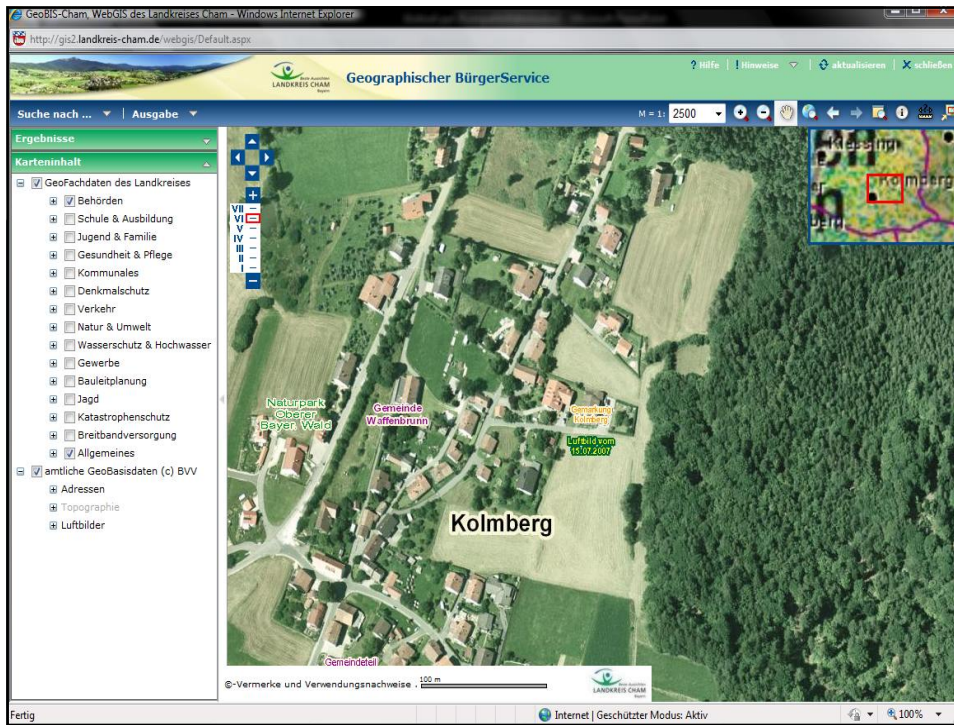 GeoBIS-Cham, WebGIS des Landkreises Cham - Windows Internet Explorer
http://gis2.landkreis-cham.de/webgis/Default.aspx
LANDKREIS CHAM
Bayern
Geographischer BürgerService
? Hilfe | ! Hinweise | aktualisieren | X schließen
Suche nach ... | Ausgabe
M = 1: 2500
Ergebnisse
Karteninhalt
GeoFachdaten des Landkreises
Behörden
Schule & Ausbildung
Jugend & Familie
Gesundheit & Pflege
Kommunales
Denkmalschutz
Verkehr
Natur & Umwelt
Wasserschutz & Hochwasser
Gewerbe
Bauleitplanung
Jagd
Katastrophenschutz
Breitbandversorgung
Allgemeines
amtliche GeoBasisdaten (c) BVV
Adressen
Topographie
Luftbilder
VII
VI
V
IV
III
II
I
Klessing
Kolmberg
Naturpark
Oberer
Bayer. Wald
Gemeinde
Waffenbrunn
Gemarkung
Kolmberg
Luftbild vom
15.07.2007
Kolmberg
Gemeindeteil
©-Vermerke und Verwendungsnachweise .
100 m
LANDKREIS CHAM
Fertig
Internet | Geschützter Modus: Aktiv
100%